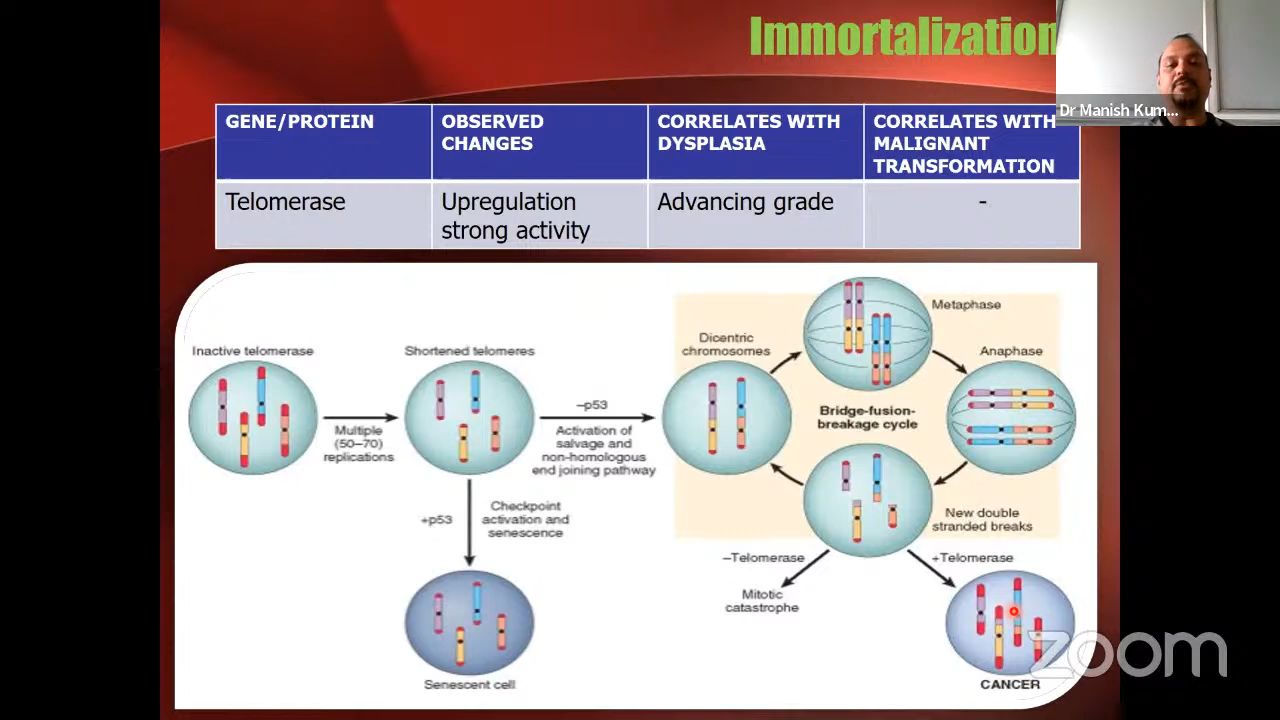 Immortalization
Dr Manish Kum...
GENE/PROTEIN
OBSERVED
CHANGES
CORRELATES WITH
DYSPLASIA
CORRELATES WITH
MALIGNANT
TRANSFORMATION
Telomerase
Upregulation
strong activity
Advancing grade
-
Inactive telomerase
Multiple
(50–70)
replications
Shortened telomeres
–p53
Activation of
salvage and
non-homologous
end joining pathway
+p53
Checkpoint
activation and
senescence
Senescent cell
Dicentric
chromosomes
Metaphase
Anaphase
Bridge-fusion-
breakage cycle
New double
stranded breaks
–Telomerase
Mitotic
catastrophe
+Telomerase
CANCER
zoom